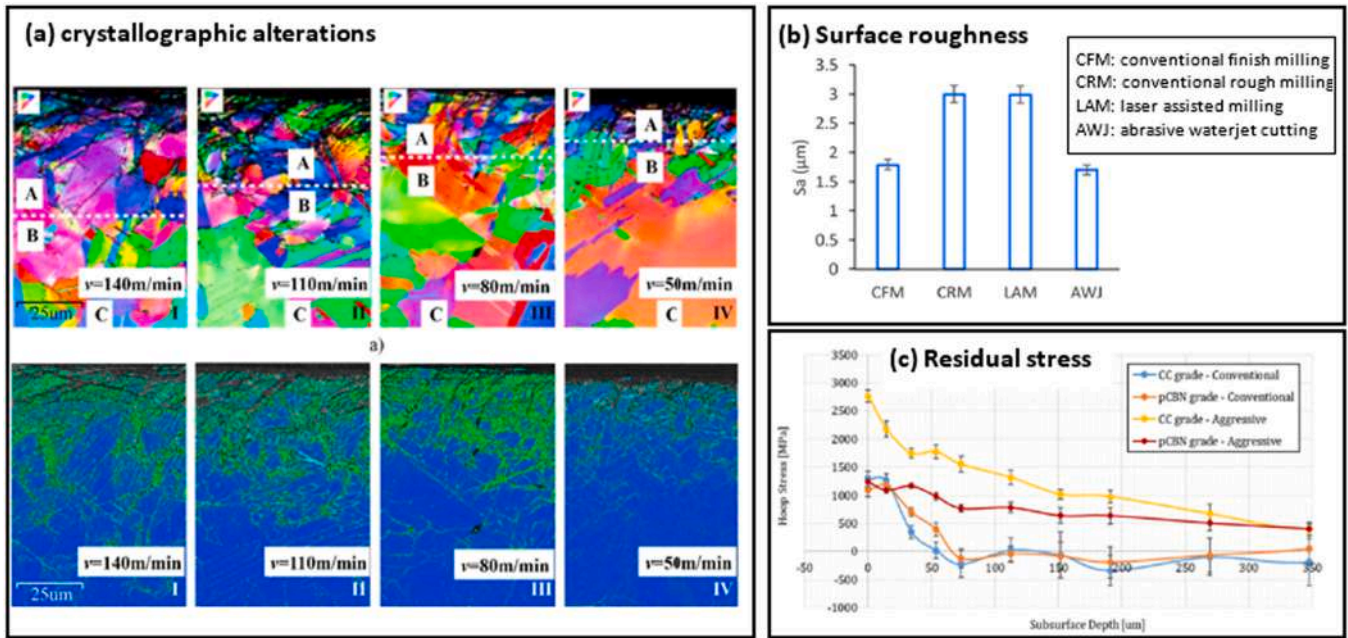 (a) crystallographic alterations
A
B
C
v=140m/min
25um
I
A
B
C
v=110m/min
II
A
B
C
v=80m/min
III
A
B
C
v=50m/min
IV
a)
v=140m/min
25um
I
v=110m/min
II
v=80m/min
III
v=50m/min
IV
(b) Surface roughness
CFM: conventional finish milling
CRM: conventional rough milling
LAM: laser assisted milling
AWJ: abrasive waterjet cutting
Sa (μm)
3.5
3
2.5
2
1.5
1
0.5
0
CFM CRM LAM AWJ
(c) Residual stress
CC grade - Conventional
pCBN grade - Conventional
CC grade - Aggressive
pCBN grade - Aggressive
Hoop Stress [MPa]
3500
3000
2500
2000
1500
1000
500
0
-500
-1000
-50 0 50 100 150 200 250 300 350
Subsurface Depth [um]